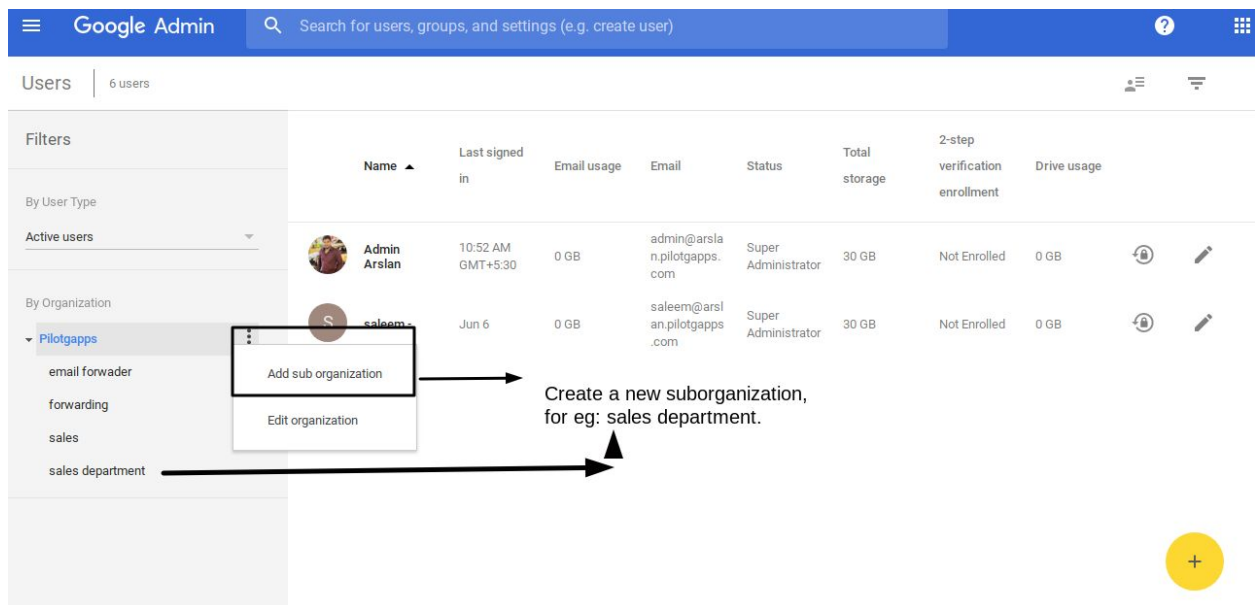 Google Admin
Search for users, groups, and settings (e.g. create user)
?
Users
6 users
Filters
By User Type
Active users
By Organization
Pilotgapps
email forwader
forwarding
sales
sales department
Add sub organization
Edit organization
Name
Last signed
in
Email usage
Email
Status
Total
storage
2-step
verification
enrollment
Drive usage
Admin
Arslan
10:52 AM
GMT+5:30
0 GB
admin@arsla
n.pilotgapps.
com
Super
Administrator
30 GB
Not Enrolled
0 GB
S
saleem -
Jun 6
0 GB
saleem@arsl
an.pilotgapps
.com
Super
Administrator
30 GB
Not Enrolled
0 GB
Create a new suborganization,
for eg: sales department.
+